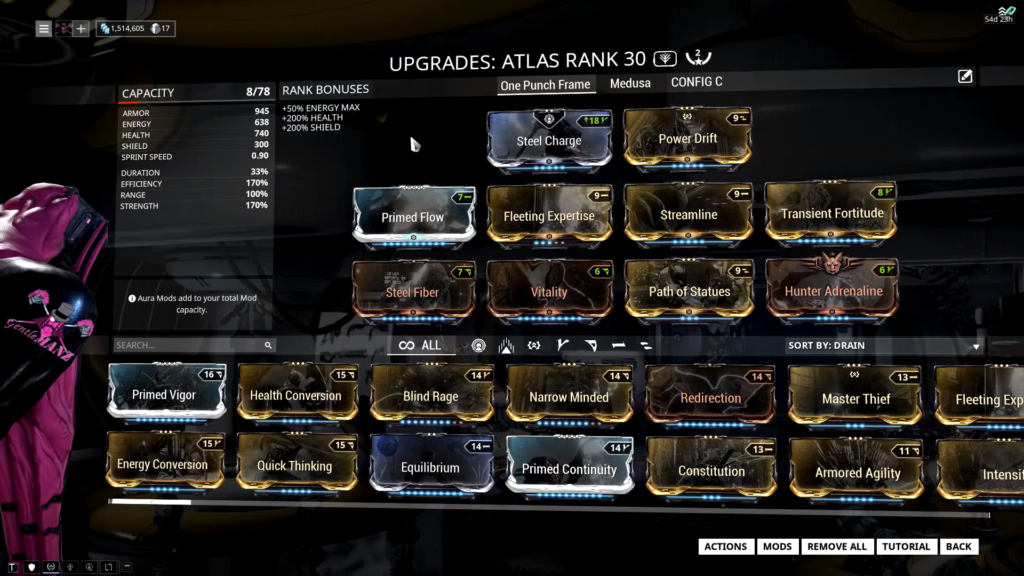 1,514,605 17
54d 23h
UPGRADES: ATLAS RANK 30
2
CAPACITY 8/78
RANK BONUSES
One Punch Frame
Medusa
CONFIG C
+50% ENERGY MAX
+200% HEALTH
+200% SHIELD
ARMOR 945
ENERGY 638
HEALTH 740
SHIELD 300
SPRINT SPEED 0.90
DURATION 33%
EFFICIENCY 170%
RANGE 100%
STRENGTH 170%
Aura Mods add to your total Mod
capacity.
18
Steel Charge
9
Power Drift
7
Primed Flow
9
Fleeting Expertise
9
Streamline
8
Transient Fortitude
7
Steel Fiber
6
Vitality
9
Path of Statues
6
Hunter Adrenaline
GentleMANZ
SEARCH...
ALL
SORT BY: DRAIN
16
Primed Vigor
15
Health Conversion
14
Blind Rage
14
Narrow Minded
14
Redirection
13
Master Thief
Fleeting Exp
15
Energy Conversion
15
Quick Thinking
14
Equilibrium
14
Primed Continuity
13
Constitution
11
Armored Agility
Intensi
ACTIONS
MODS
REMOVE ALL
TUTORIAL
BACK
T